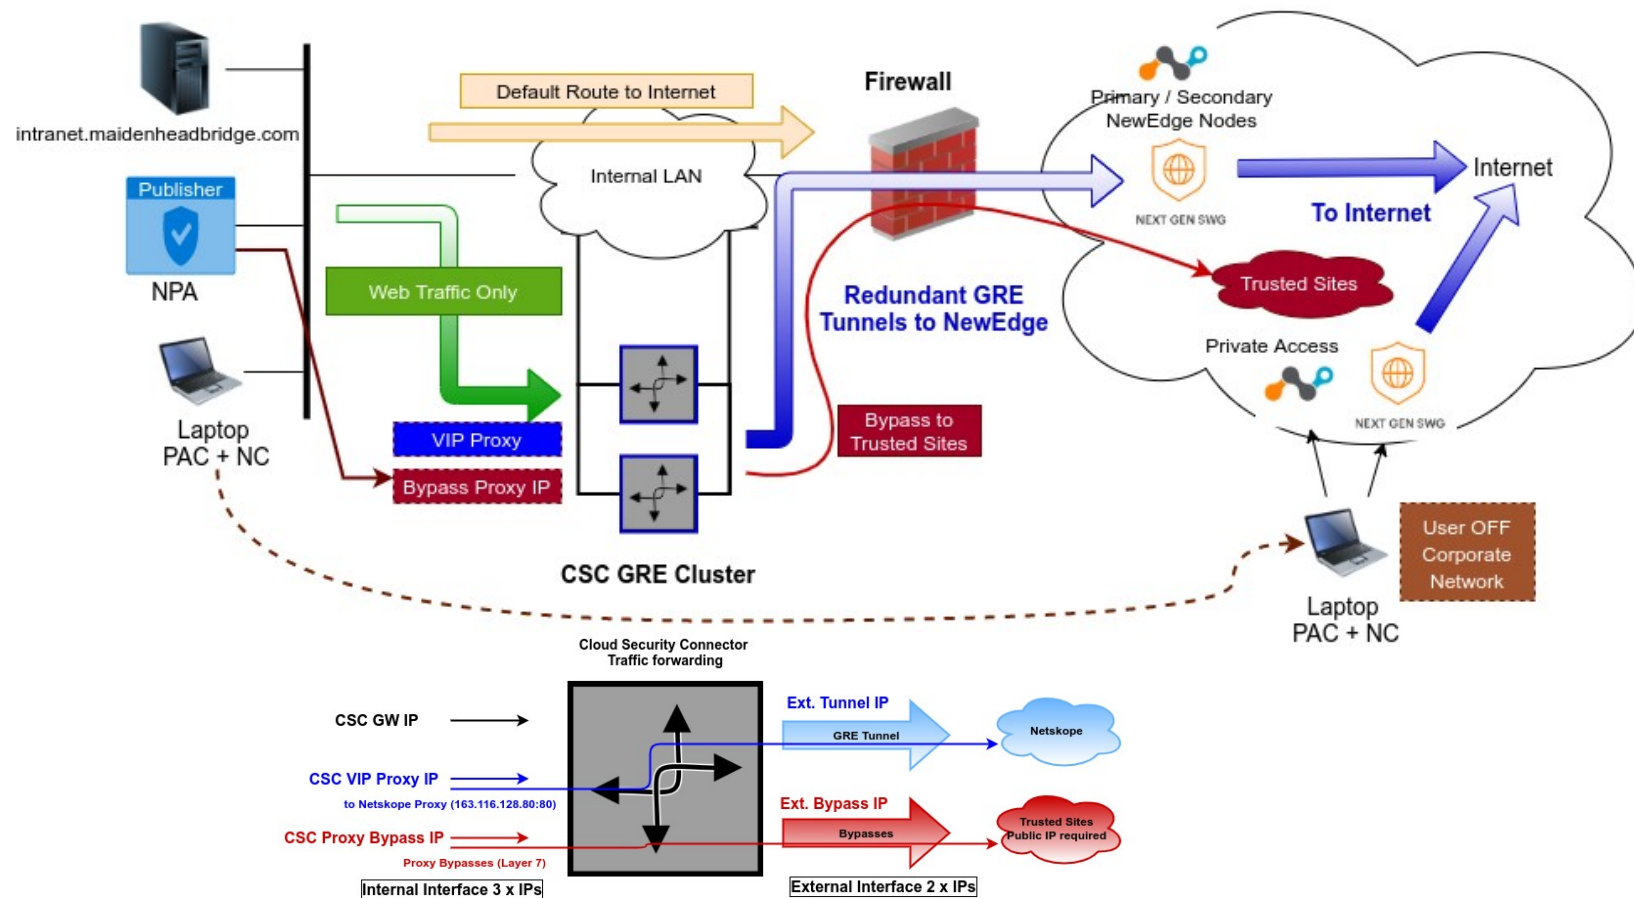 intranet.maidenheadbridge.com
Publisher
NPA
Laptop
PAC + NC
Default Route to Internet
Internal LAN
Web Traffic Only
VIP Proxy
Bypass Proxy IP
CSC GRE Cluster
Firewall
Redundant GRE
Tunnels to NewEdge
Bypass to
Trusted Sites
Primary / Secondary
NewEdge Nodes
NEXT GEN SWG
Internet
To Internet
Trusted Sites
Private Access
NEXT GEN SWG
User OFF
Corporate
Network
Laptop
PAC + NC
Cloud Security Connector
Traffic forwarding
CSC GW IP
CSC VIP Proxy IP
to Netskope Proxy (163.116.128.80:80)
CSC Proxy Bypass IP
Proxy Bypasses (Layer 7)
Internal Interface 3 x IPs
Ext. Tunnel IP
GRE Tunnel
Netskope
Ext. Bypass IP
Bypasses
Trusted Sites
Public IP required
External Interface 2 x IPs